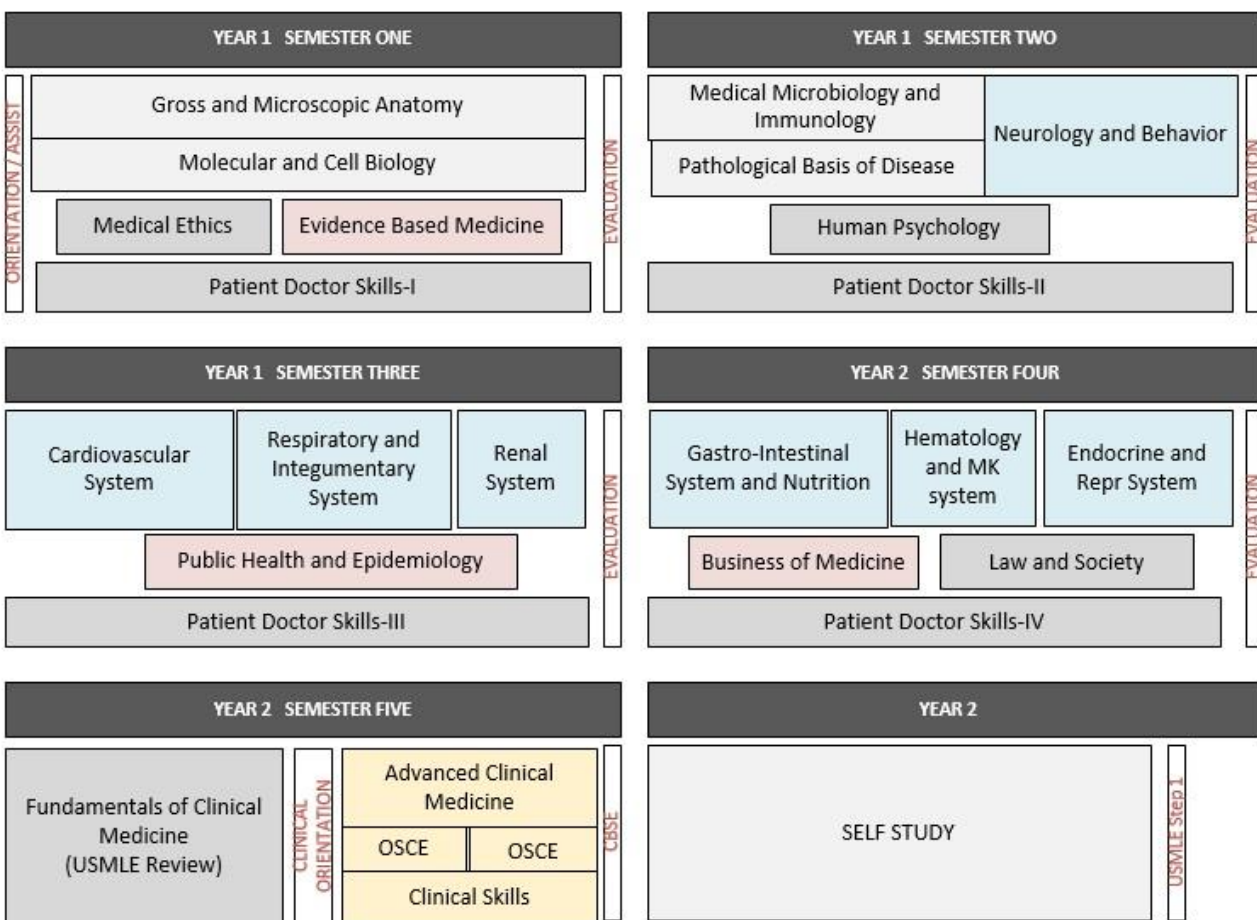 YEAR 1 SEMESTER ONE
ORIENTATION / ASSIST
Gross and Microscopic Anatomy
Molecular and Cell Biology
Medical Ethics
Evidence Based Medicine
Patient Doctor Skills-I
EVALUATION
YEAR 1 SEMESTER TWO
Medical Microbiology and
Immunology
Pathological Basis of Disease
Neurology and Behavior
Human Psychology
Patient Doctor Skills-II
EVALUATION
YEAR 1 SEMESTER THREE
Cardiovascular
System
Respiratory and
Integumentary
System
Renal
System
Public Health and Epidemiology
Patient Doctor Skills-III
EVALUATION
YEAR 2 SEMESTER FOUR
Gastro-Intestinal
System and Nutrition
Hematology
and MK
system
Endocrine and
Repr System
Business of Medicine
Law and Society
Patient Doctor Skills-IV
EVALUATION
YEAR 2 SEMESTER FIVE
Fundamentals of Clinical
Medicine
(USMLE Review)
CLINICAL
ORIENTATION
Advanced Clinical
Medicine
OSCE
OSCE
Clinical Skills
CBSE
YEAR 2
SELF STUDY
USMLE Step 1